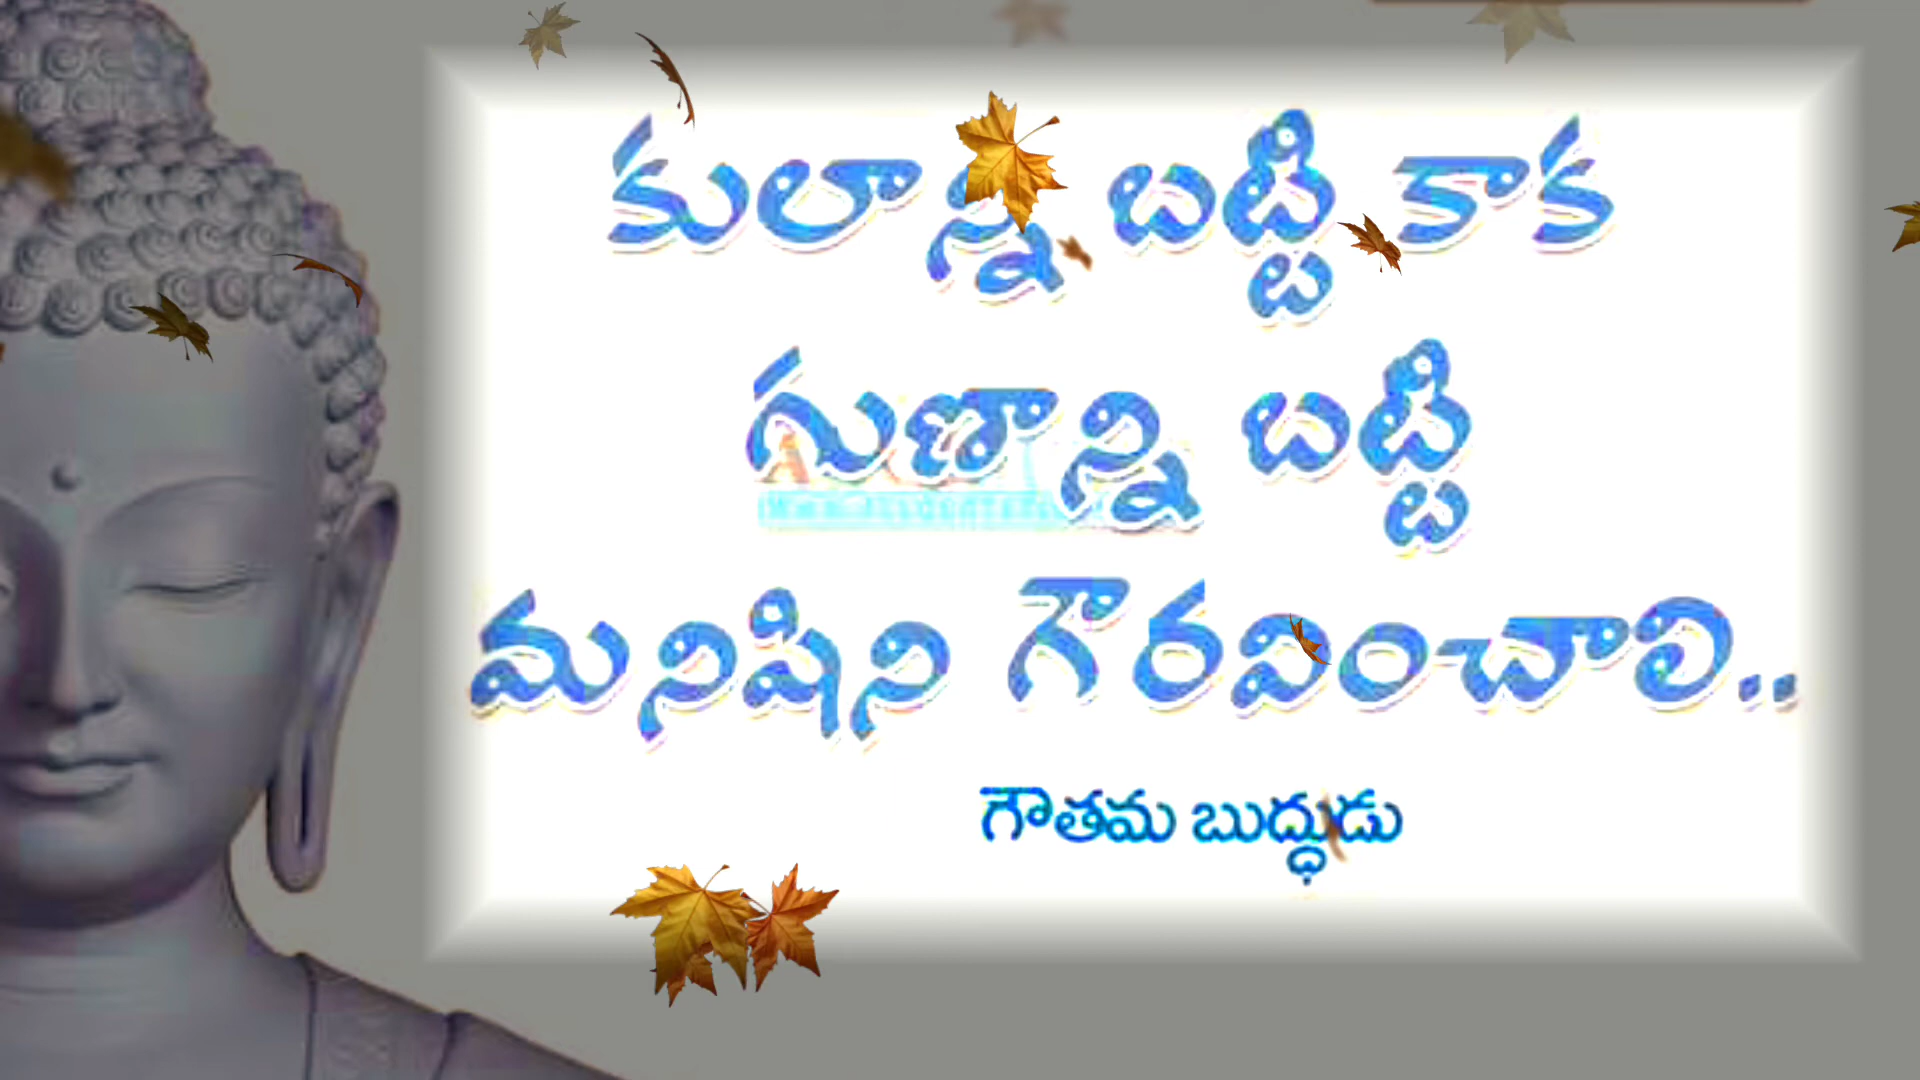 కులాన్ని బట్టి కాక
గుణాన్ని బట్టి
మనిషిని గౌరవించాలి..
గౌతమ బుద్ధుడు